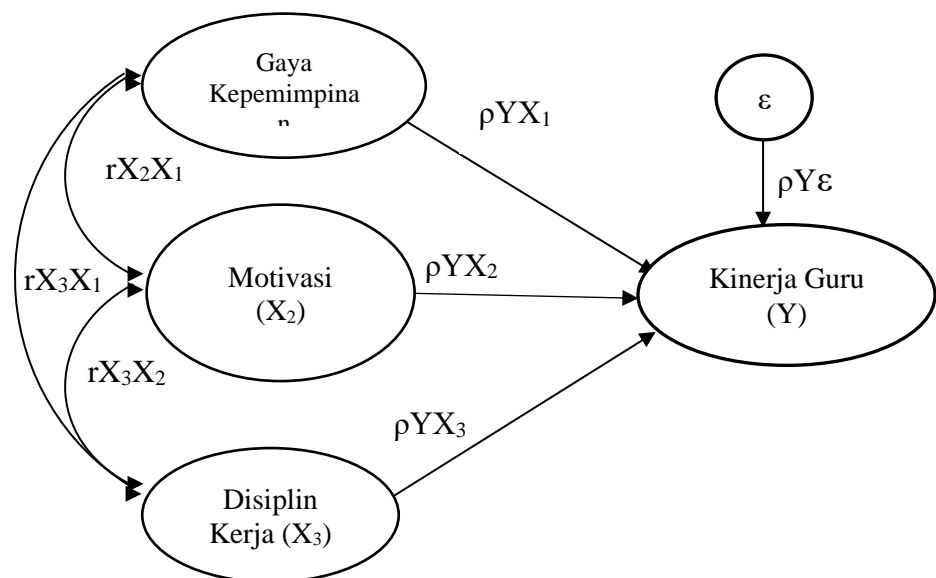 Gaya
Kepemimpina
n
ρYX₁
ε
rX₂X₁
ρYε
rX₃X₁
Motivasi
(X₂)
ρYX₂
Kinerja Guru
(Y)
rX₃X₂
ρYX₃
Disiplin
Kerja (X₃)